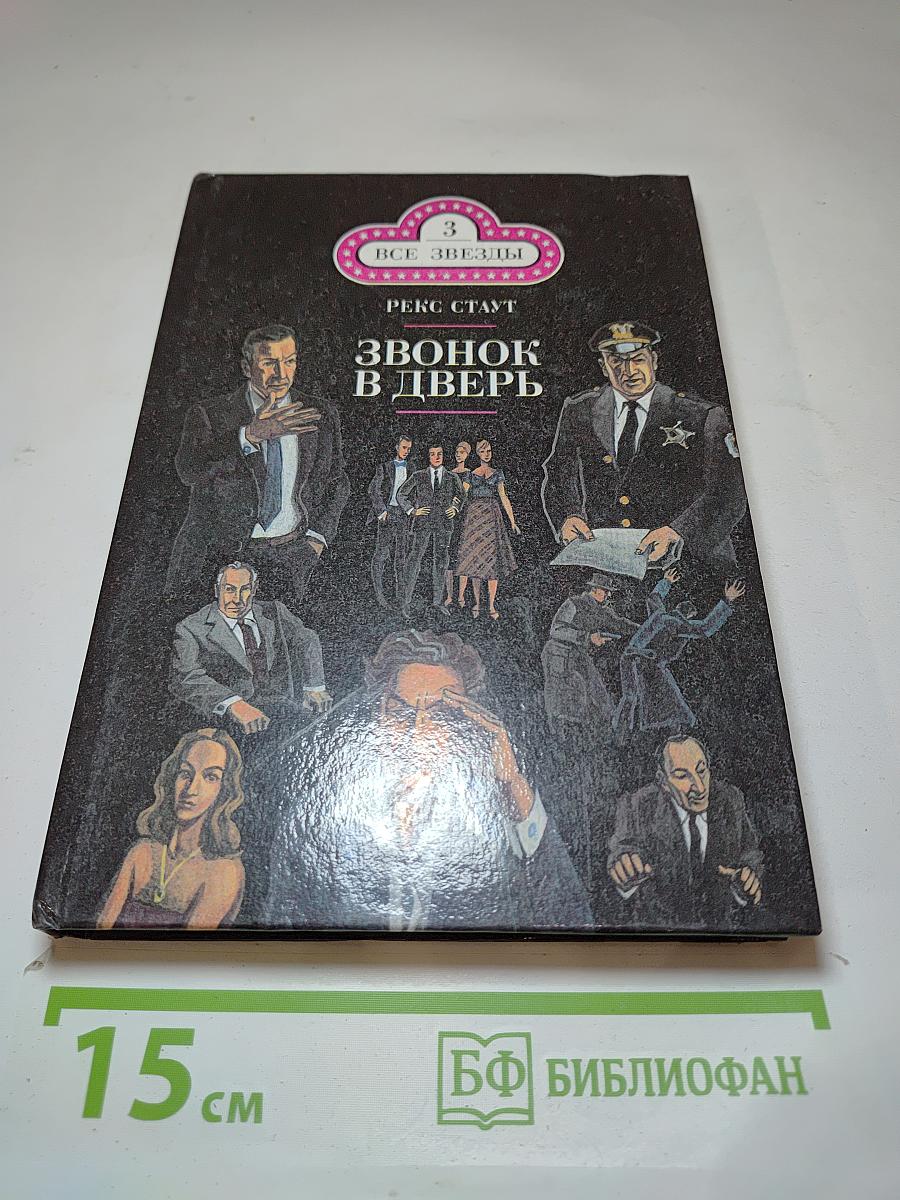 3
ВСЕ ЗВЕЗДЫ
РЕКС СТАУТ
ЗВОНОК
В ДВЕРЬ
15 см
БФ БИБЛИОФАН